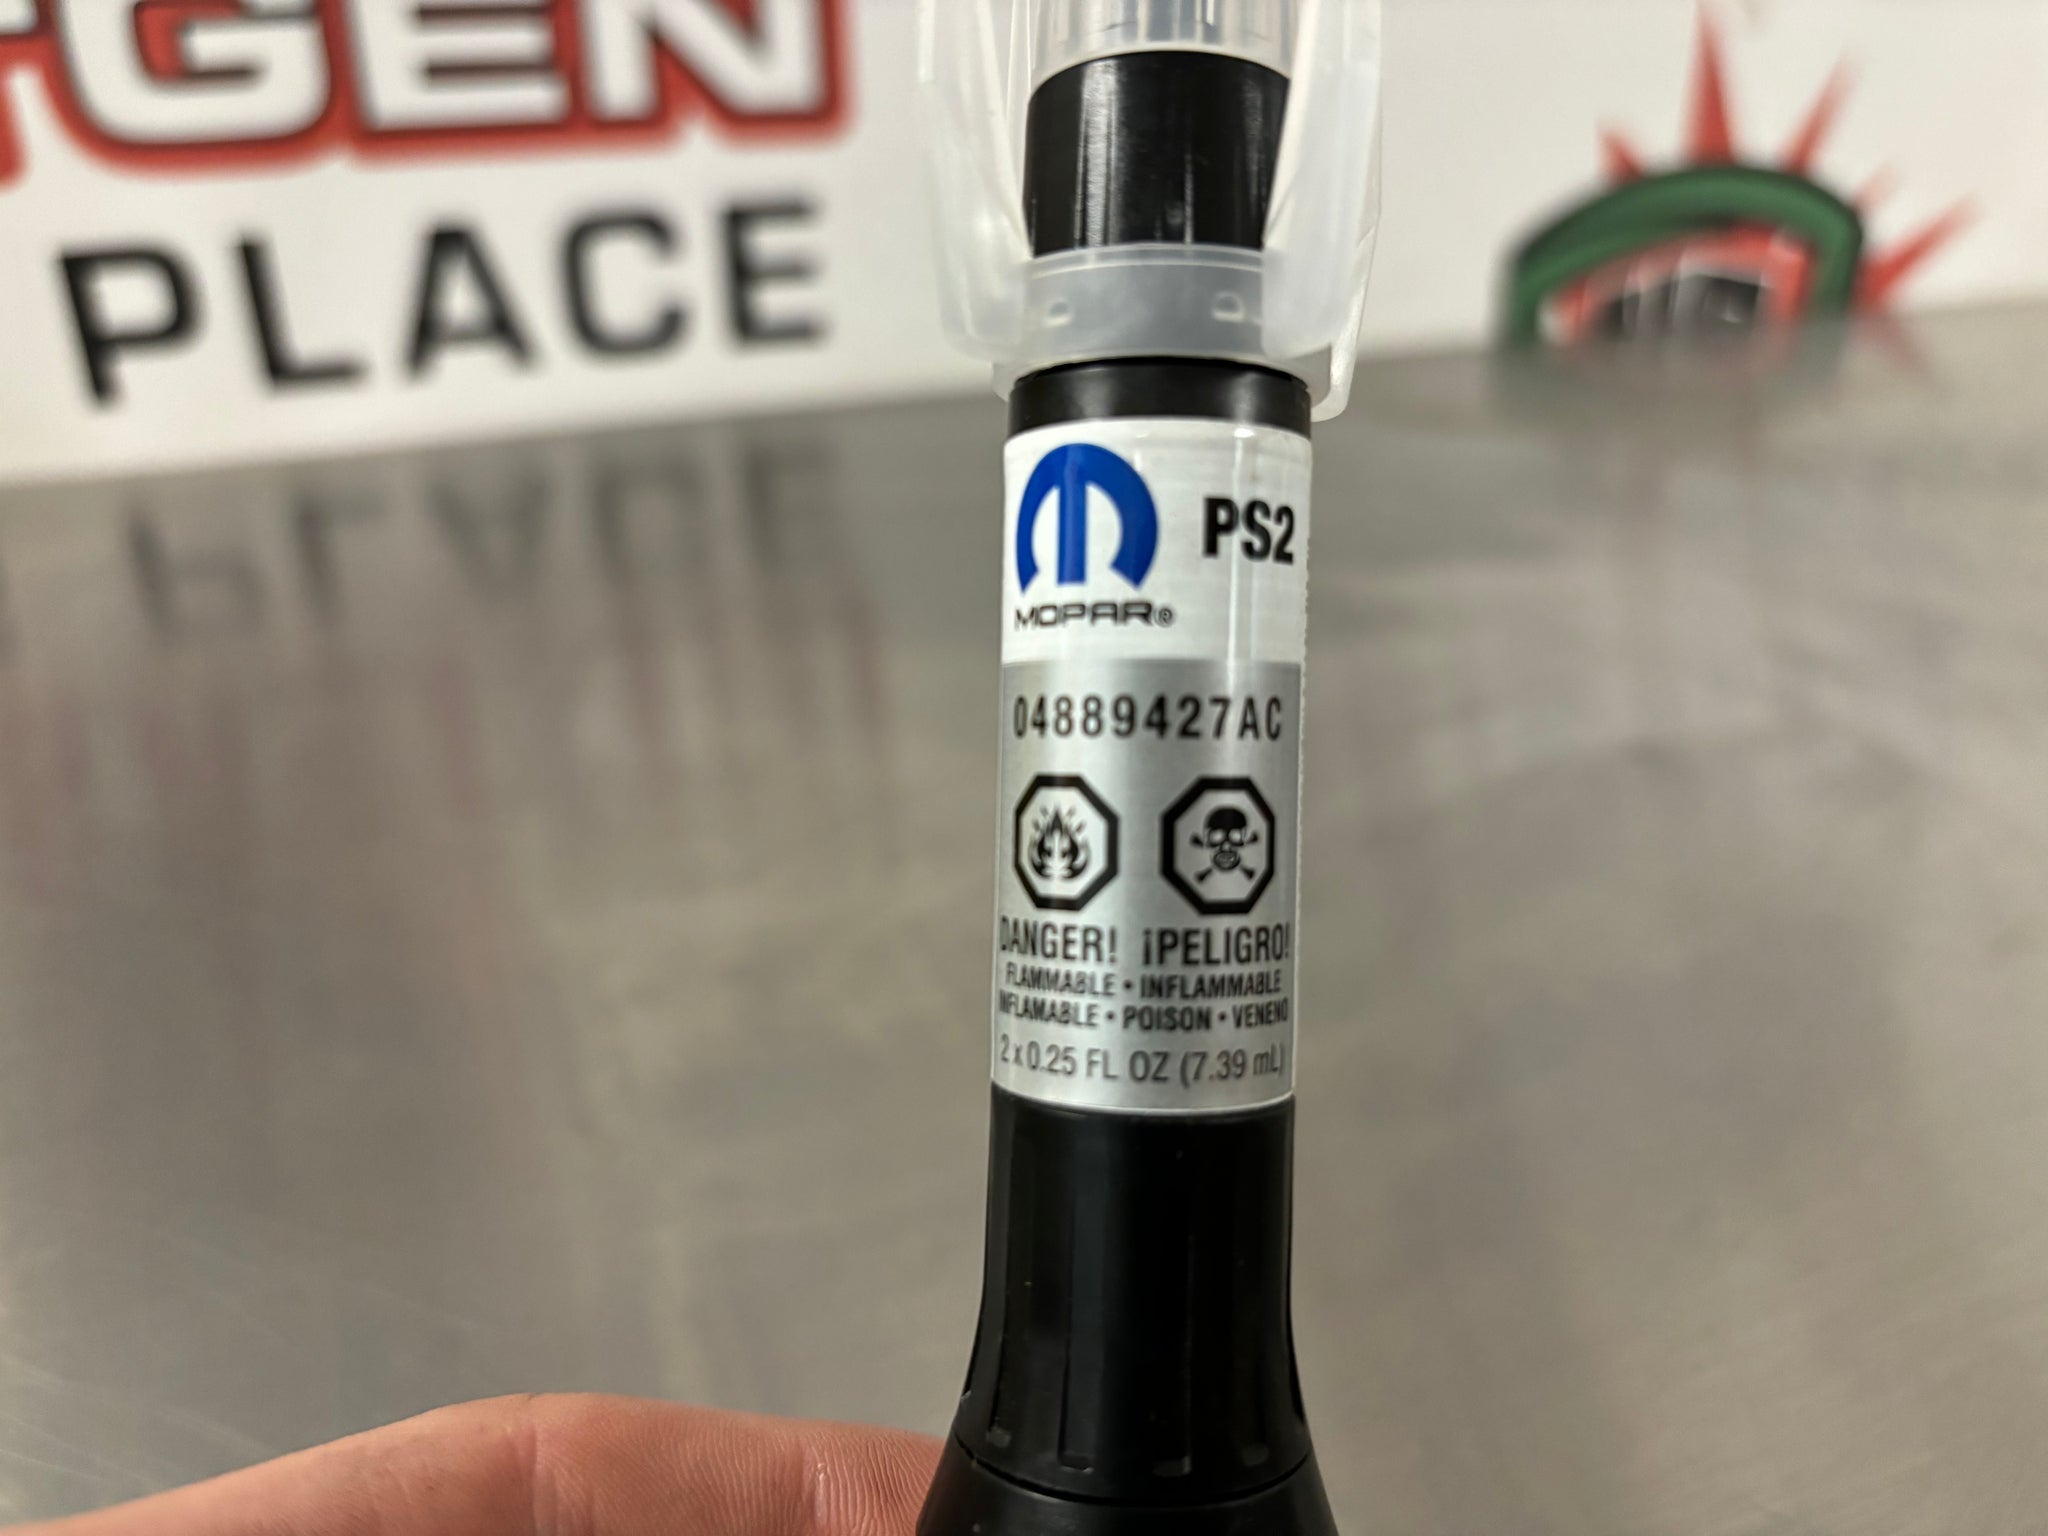 GEN
PLACE
PS2
MOPAR®
04889427AC
DANGER! ¡PELIGRO!
FLAMMABLE • INFLAMMABLE
INFLAMABLE • POISON • VENENO
2 x 0.25 FL OZ (7.39 mL)